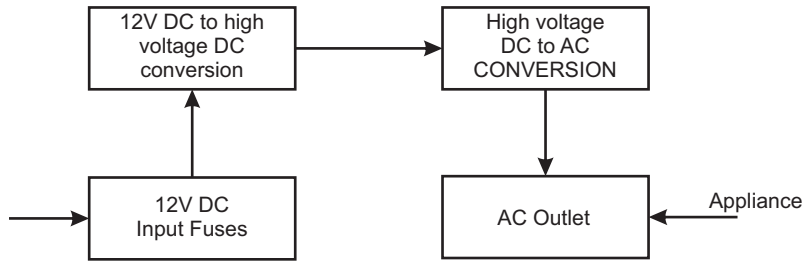 12V DC to high
voltage DC
conversion
High voltage
DC to AC
CONVERSION
12V DC
Input Fuses
AC Outlet
Appliance